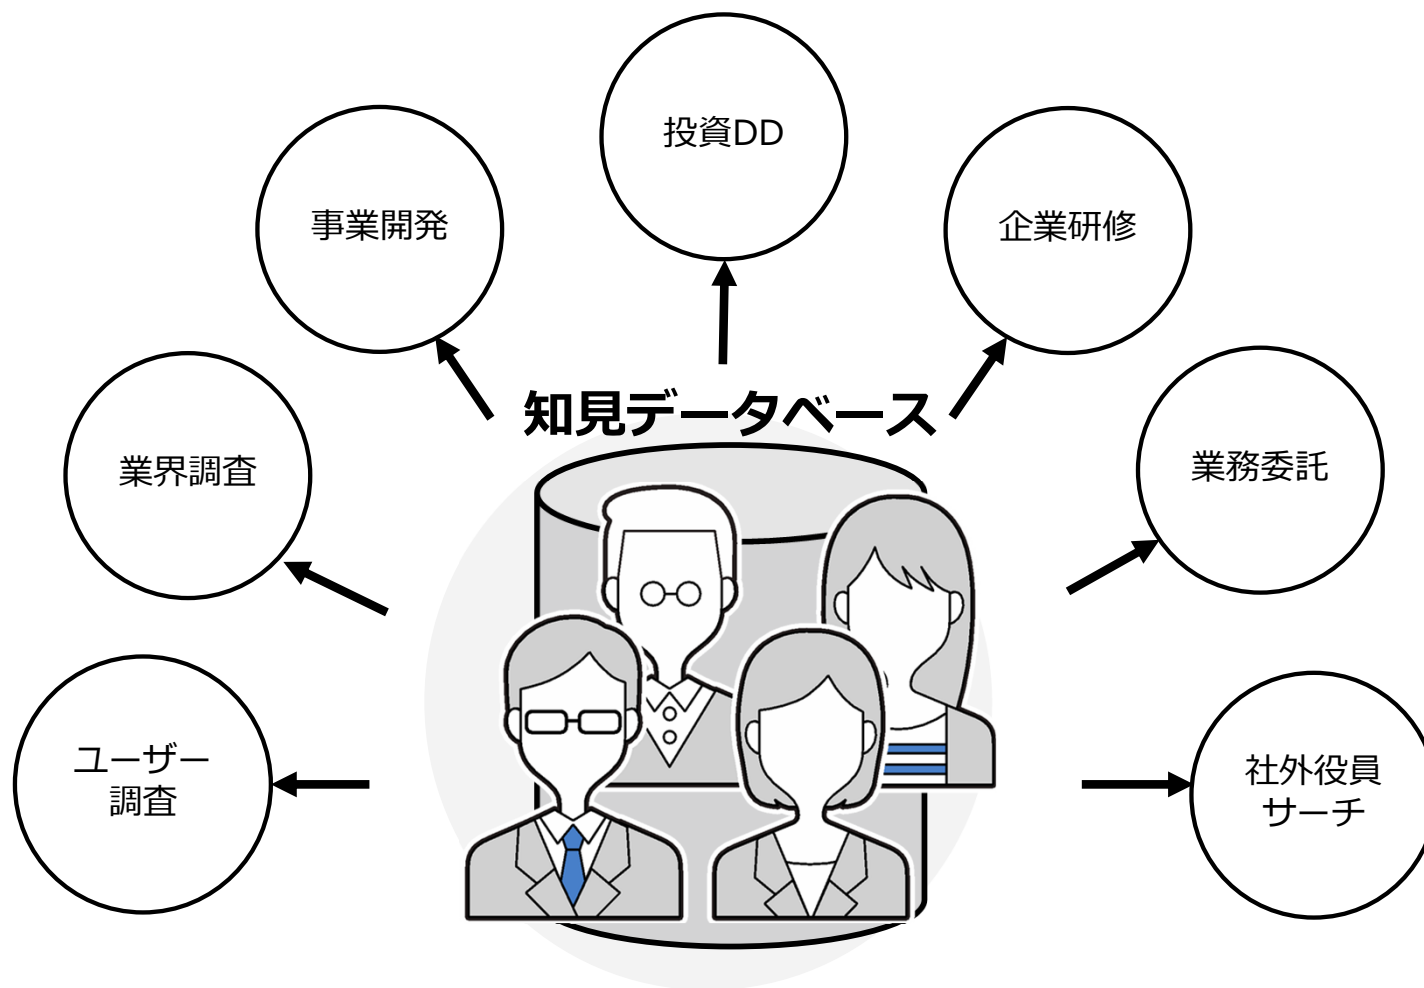 投資DD
事業開発
企業研修
知見データベース
業界調査
業務委託
ユーザー
調査
社外役員
サーチ